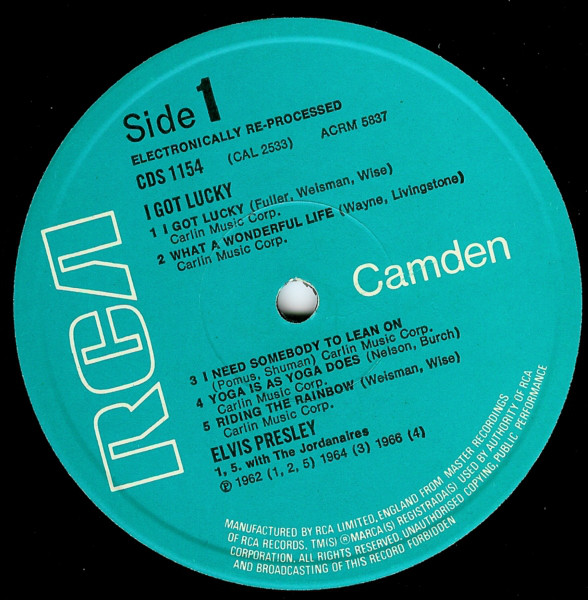 Side 1
ELECTRONICALLY RE-PROCESSED
CDS 1154 (CAL 2533) ACRM 5837
I GOT LUCKY
1 I GOT LUCKY (Fuller, Weisman, Wise)
Carlin Music Corp.
2 WHAT A WONDERFUL LIFE (Wayne, Livingstone)
Carlin Music Corp.
RCA
Camden
3 I NEED SOMEBODY TO LEAN ON
(Pomus, Shuman) Carlin Music Corp.
4 YOGA IS AS YOGA DOES (Nelson, Burch)
Carlin Music Corp.
5 RIDING THE RAINBOW (Weisman, Wise)
Carlin Music Corp.
ELVIS PRESLEY
1, 5. with The Jordanaires
℗ 1962 (1, 2, 5) 1964 (3) 1966 (4)
MANUFACTURED BY RCA LIMITED, ENGLAND FROM MASTER RECORDINGS
OF RCA RECORDS. TM(S) ® MARCA(S) REGISTRADA(S) USED BY AUTHORITY OF RCA
CORPORATION. ALL RIGHTS RESERVED. UNAUTHORISED COPYING, PUBLIC PERFORMANCE
AND BROADCASTING OF THIS RECORD FORBIDDEN